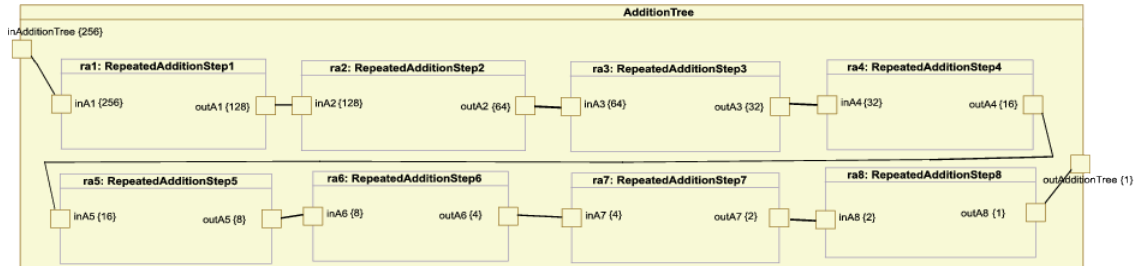 AdditionTree
inAdditionTree {256}
ra1: RepeatedAdditionStep1
ra2: RepeatedAdditionStep2
ra3: RepeatedAdditionStep3
ra4: RepeatedAdditionStep4
inA1 {256}
outA1 {128}
inA2 {128}
outA2 {64}
inA3 {64}
outA3 {32}
inA4 {32}
outA4 {16}
ra5: RepeatedAdditionStep5
ra6: RepeatedAdditionStep6
ra7: RepeatedAdditionStep7
ra8: RepeatedAdditionStep8
outAdditionTree {1}
inA5 {16}
outA5 {8}
inA6 {8}
outA6 {4}
inA7 {4}
outA7 {2}
inA8 {2}
outA8 {1}